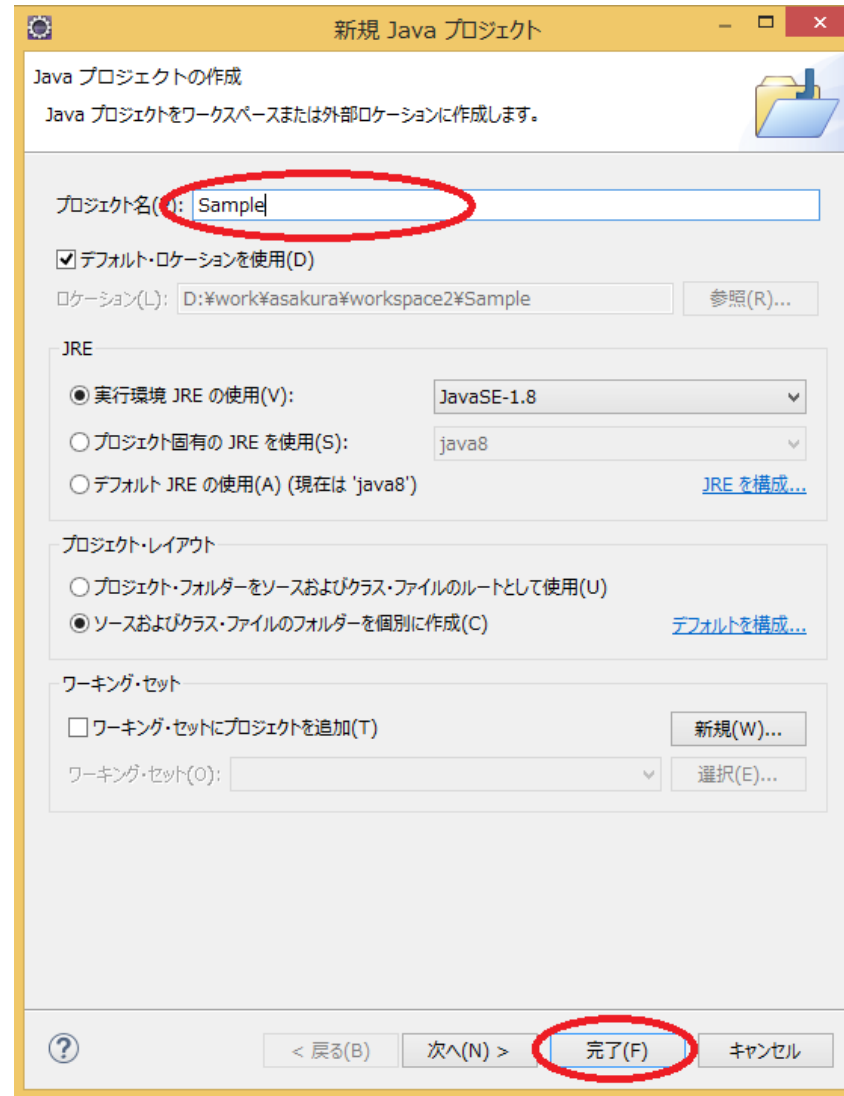 新規 Java プロジェクト
Java プロジェクトの作成
Java プロジェクトをワークスペースまたは外部ロケーションに作成します。
プロジェクト名( ): Sample
デフォルト・ロケーションを使用(D)
ロケーション(L): D:¥work¥asakura¥workspace2¥Sample 参照(R)...
JRE
実行環境 JRE の使用(V): JavaSE-1.8
プロジェクト固有の JRE を使用(S): java8
デフォルト JRE の使用(A) (現在は 'java8') JRE を構成...
プロジェクト・レイアウト
プロジェクト・フォルダーをソースおよびクラス・ファイルのルートとして使用(U)
ソースおよびクラス・ファイルのフォルダーを個別に作成(C) デフォルトを構成...
ワーキング・セット
ワーキング・セットにプロジェクトを追加(T) 新規(W)...
ワーキング・セット(O): 選択(E)...
? < 戻る(B) 次へ(N) > 完了(F) キャンセル